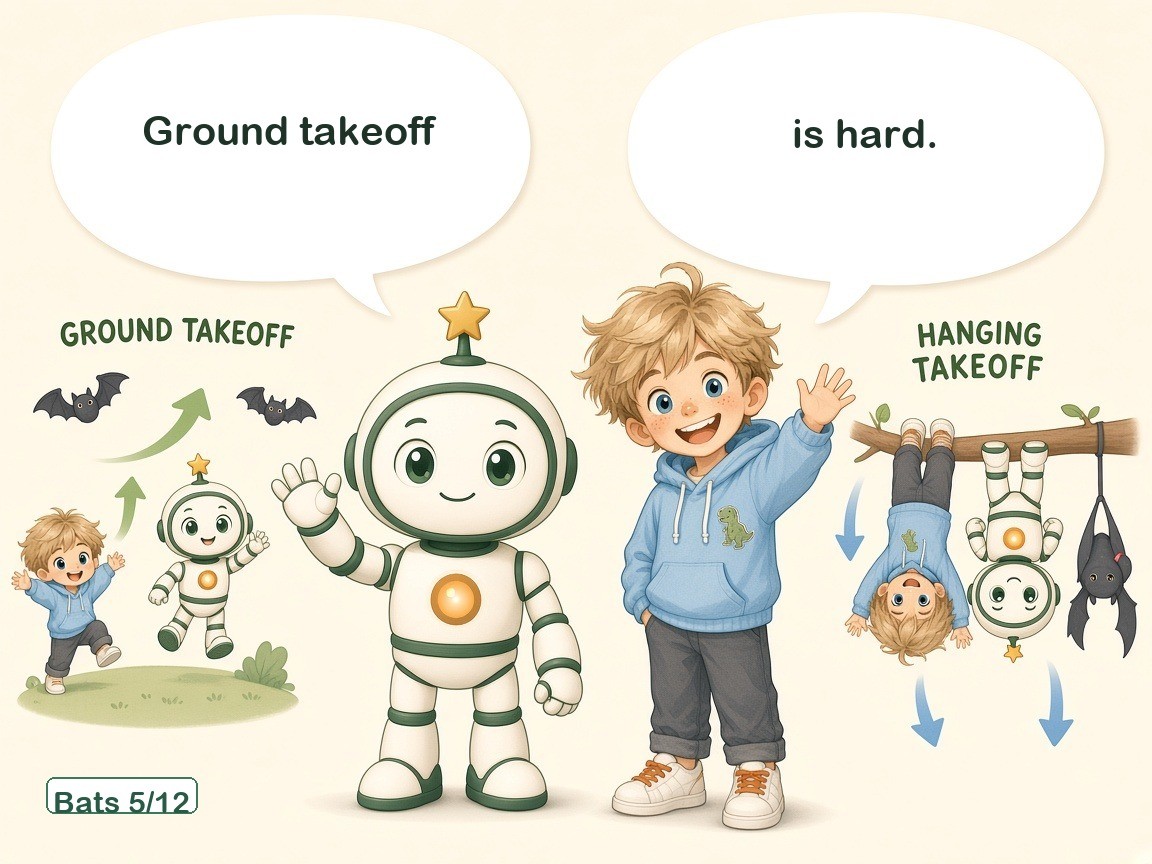 Ground takeoff
is hard.
GROUND TAKEOFF
HANGING
TAKEOFF
Bats 5/12